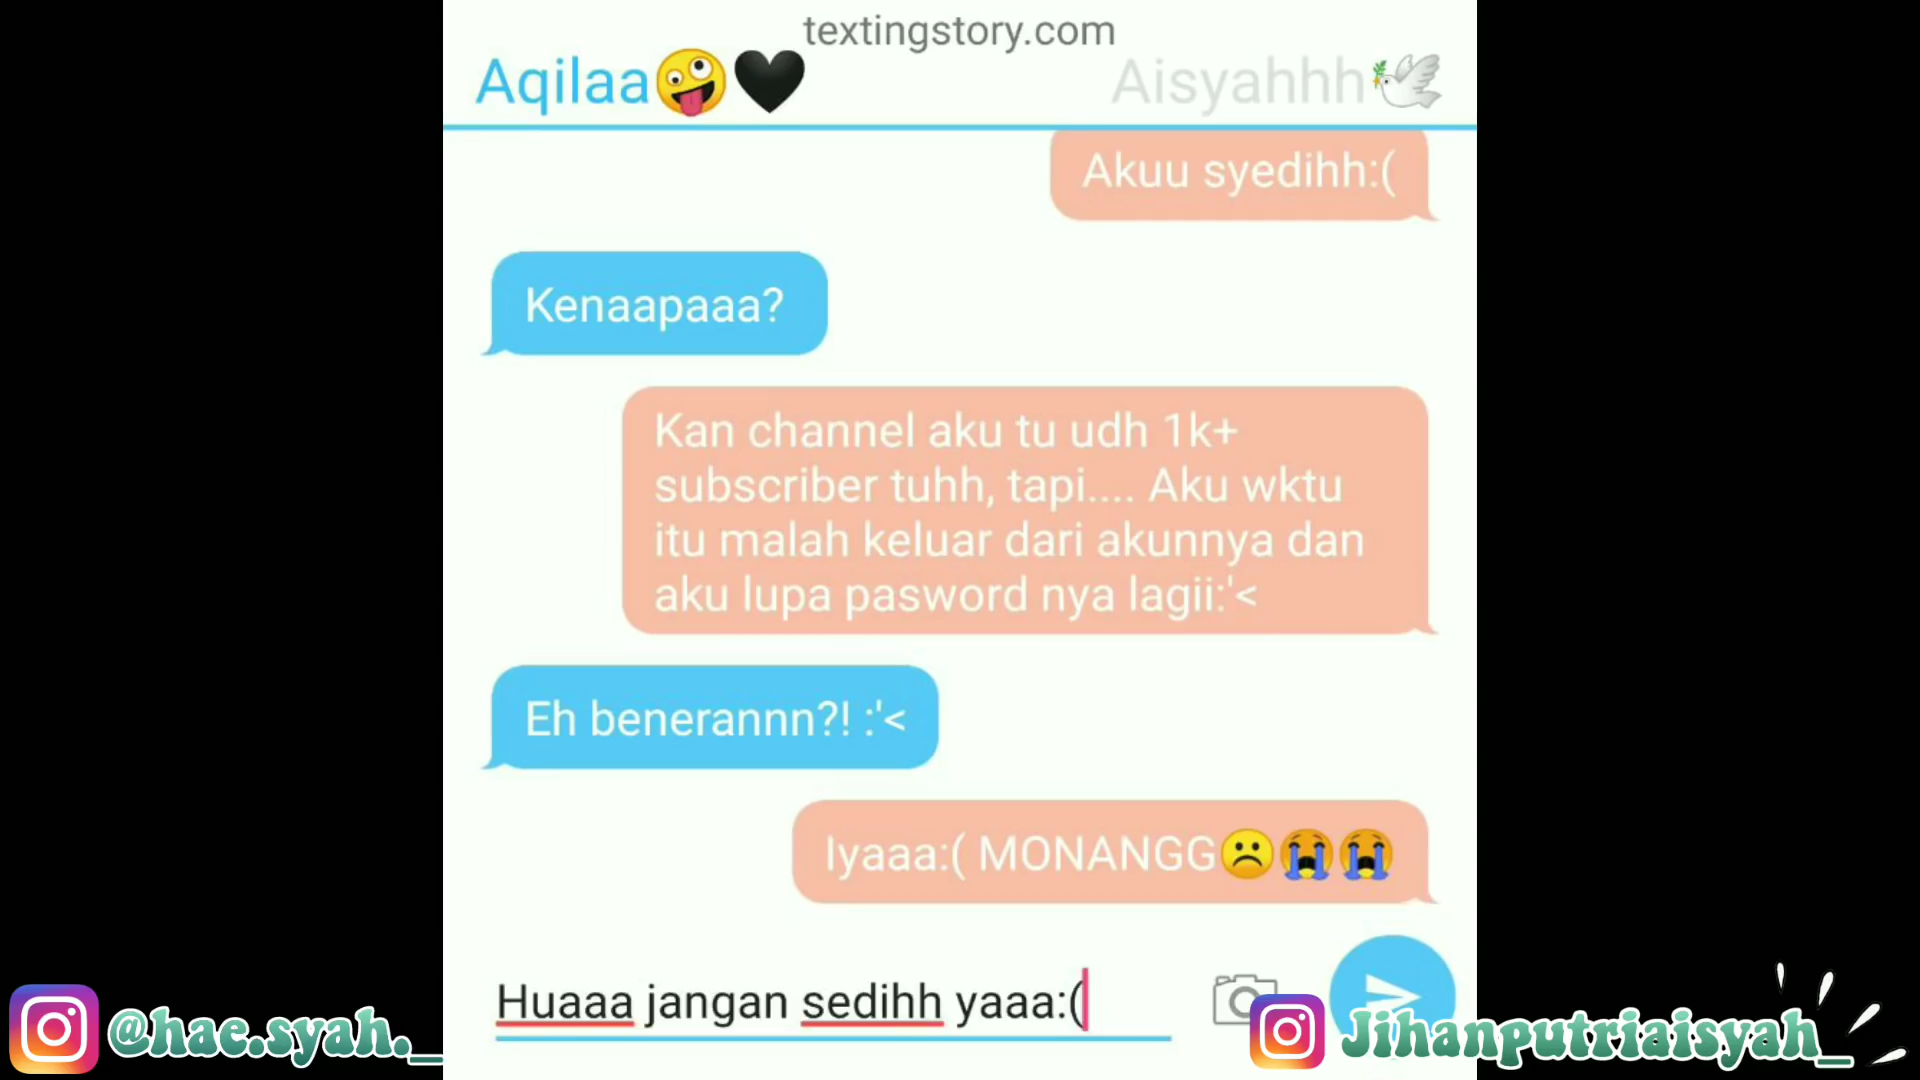 textingstory.com
Aqilaa🤪🖤
Aisyahhh🕊️
Akuu syedihh:(
Kenaapaaa?
Kan channel aku tu udh 1k+
subscriber tuhh, tapi.... Aku wktu
itu malah keluar dari akunnya dan
aku lupa pasword nya lagii:'<
Eh benerannn?! :'<
Iyaaa:( MONANGG☹️😭😭
Huaaa jangan sedihh yaaa:(
@hae.syah._
Jihanputriaisyah_